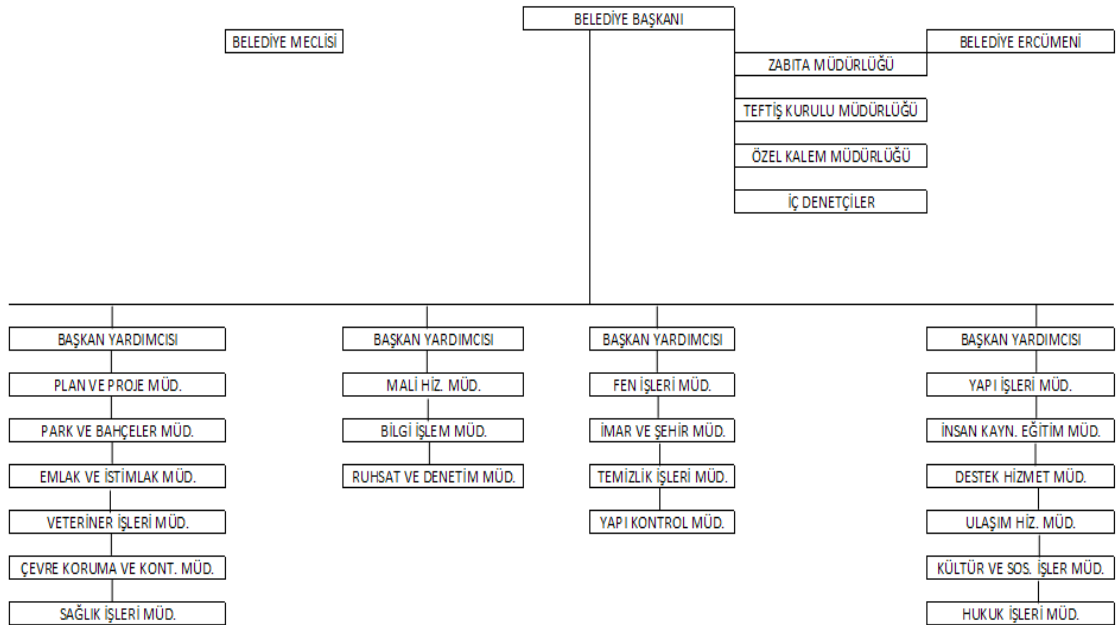 BELEDİYE BAŞKANI
BELEDİYE MECLİSİ
BELEDİYE ERCÜMENİ
ZABITA MÜDÜRLÜĞÜ
TEFTİŞ KURULU MÜDÜRLÜĞÜ
ÖZEL KALEM MÜDÜRLÜĞÜ
İÇ DENETÇİLER
BAŞKAN YARDIMCISI
PLAN VE PROJE MÜD.
PARK VE BAHÇELER MÜD.
EMLAK VE İSTİMLAK MÜD.
VETERİNER İŞLERİ MÜD.
ÇEVRE KORUMA VE KONT. MÜD.
SAĞLIK İŞLERİ MÜD.
BAŞKAN YARDIMCISI
MALİ HİZ. MÜD.
BİLGİ İŞLEM MÜD.
RUHSAT VE DENETİM MÜD.
BAŞKAN YARDIMCISI
FEN İŞLERİ MÜD.
İMAR VE ŞEHİR MÜD.
TEMİZLİK İŞLERİ MÜD.
YAPI KONTROL MÜD.
BAŞKAN YARDIMCISI
YAPI İŞLERİ MÜD.
İNSAN KAYN. EĞİTİM MÜD.
DESTEK HİZMET MÜD.
ULAŞIM HİZ. MÜD.
KÜLTÜR VE SOS. İŞLER MÜD.
HUKUK İŞLERİ MÜD.